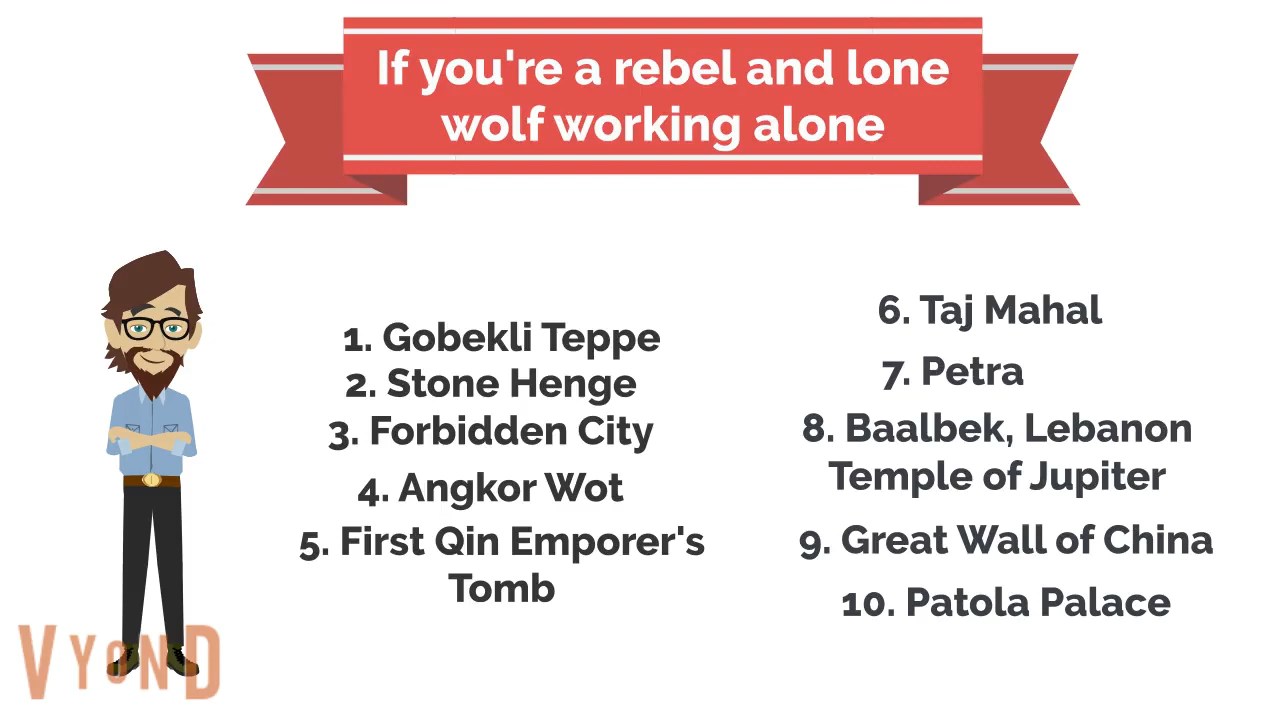 If you're a rebel and lone
wolf working alone
1. Gobekli Teppe
2. Stone Henge
3. Forbidden City
4. Angkor Wot
5. First Qin Emporer's
Tomb
6. Taj Mahal
7. Petra
8. Baalbek, Lebanon
Temple of Jupiter
9. Great Wall of China
10. Patola Palace
VYOND